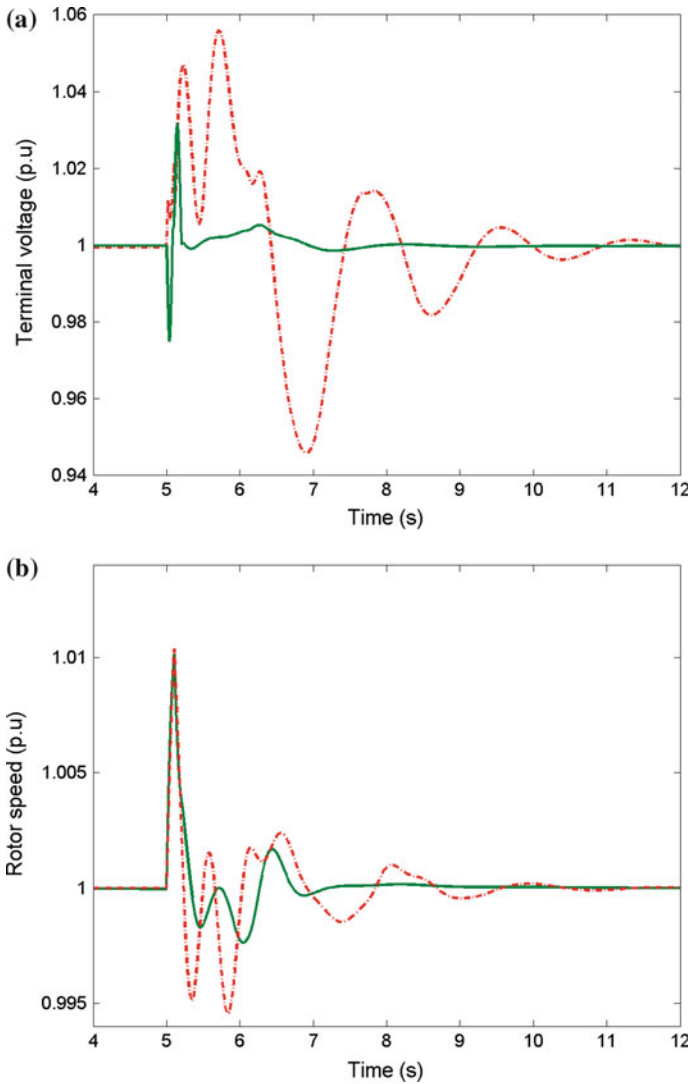 (a)
Terminal voltage (p.u)
1.06
1.04
1.02
1
0.98
0.96
0.94
4 5 6 7 8 9 10 11 12
Time (s)
(b)
Rotor speed (p.u)
1.01
1.005
1
0.995
4 5 6 7 8 9 10 11 12
Time (s)